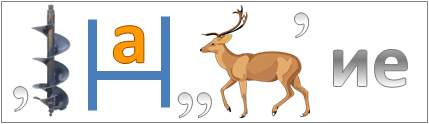 , а Н ,, , ие